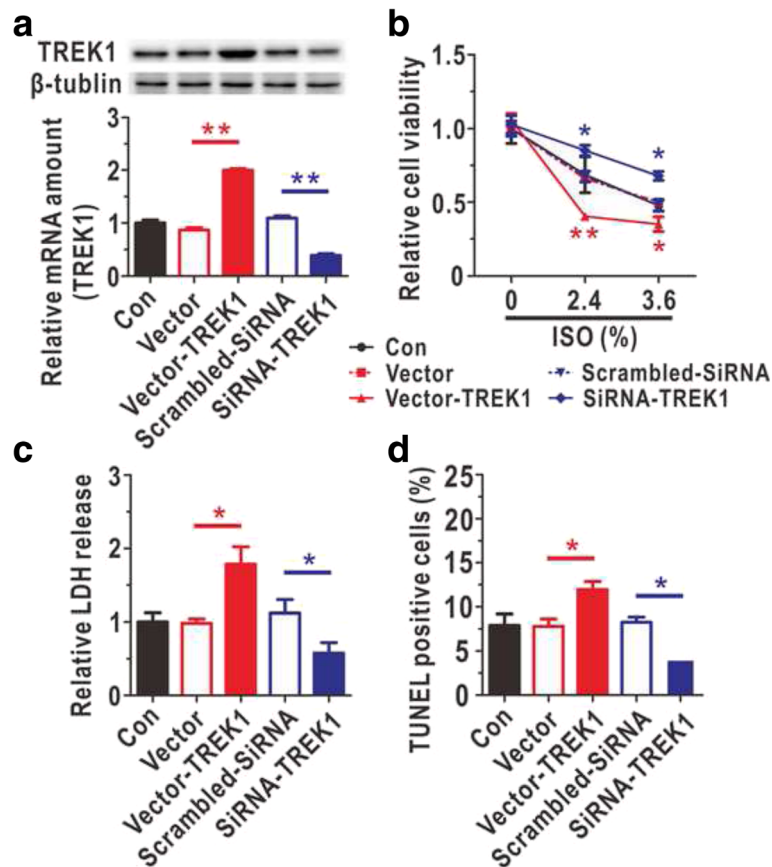 a
TREK1
β-tublin
Relative mRNA amount
(TREK1)
3
2
1
0
**
**
Con
Vector
Vector-TREK1
Scrambled-SiRNA
SiRNA-TREK1
b
Relative cell viability
1.5
1.0
0.5
0
*
*
**
*
0 2.4 3.6
ISO (%)
Con
Vector
Vector-TREK1
Scrambled-SiRNA
SiRNA-TREK1
c
Relative LDH release
3
2
1
0
*
*
Con
Vector
Vector-TREK1
Scrambled-SiRNA
SiRNA-TREK1
d
TUNEL positive cells (%)
25
20
15
10
5
0
*
*
Con
Vector
Vector-TREK1
Scrambled-SiRNA
SiRNA-TREK1